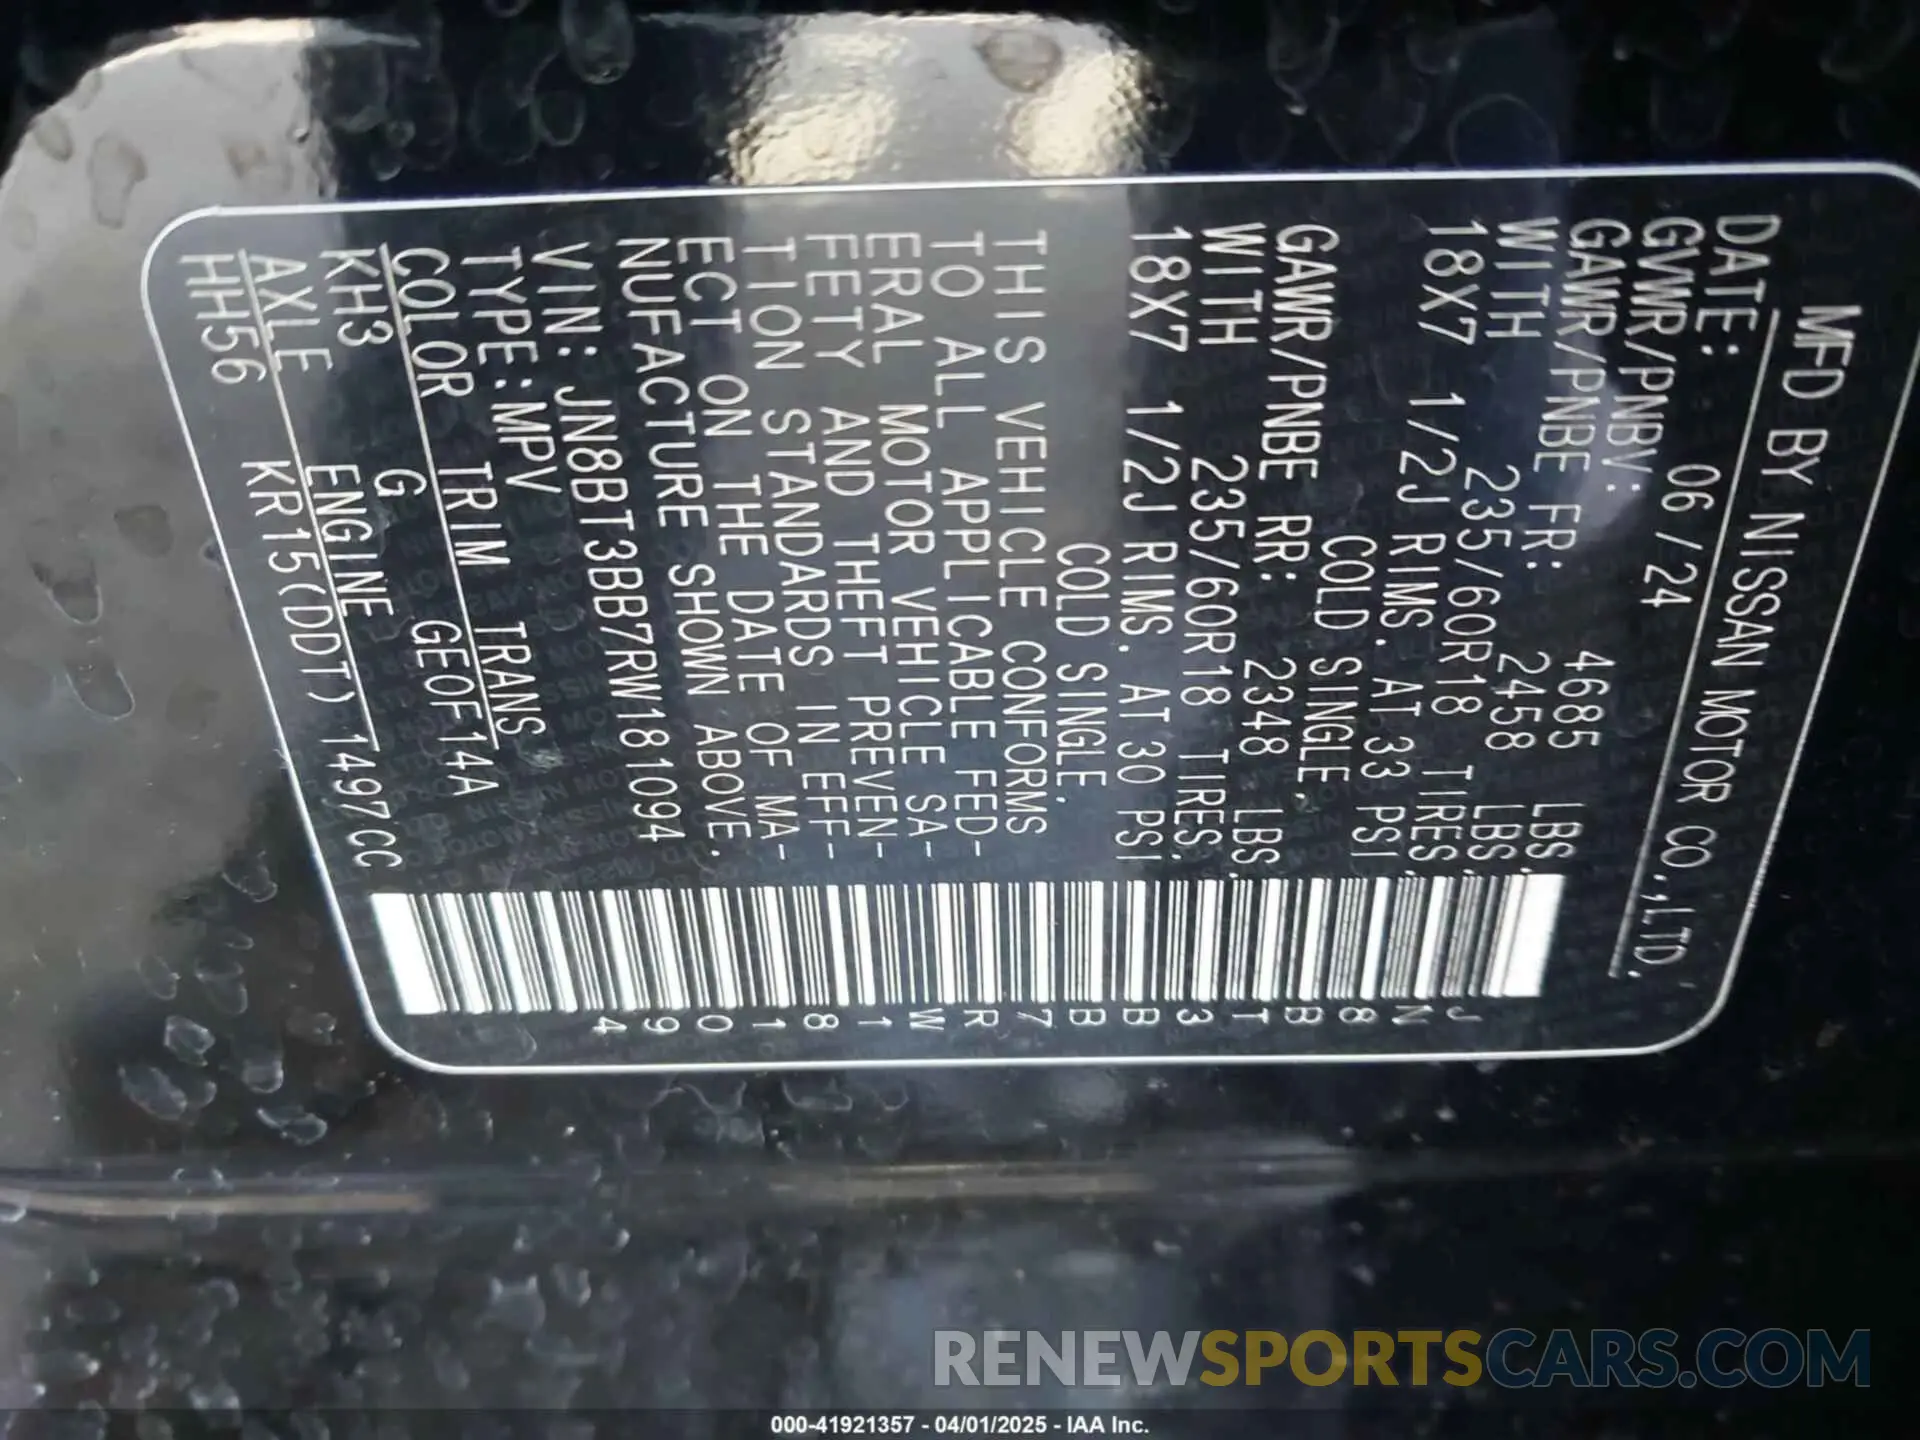 MFD BY NISSAN MOTOR CO.,LTD.
DATE: 06/24
GVWR/PNBV: 4685 LBS.
GAWR/PNBE FR: 2458 LBS.
WITH 235/60R18 TIRES.
18X7 1/2J RIMS. AT 33 PSI.
COLD SINGLE.
GAWR/PNBE RR: 2348 LBS.
WITH 235/60R18 TIRES.
18X7 1/2J RIMS. AT 30 PSI.
COLD SINGLE.
THIS VEHICLE CONFORMS
TO ALL APPLICABLE FED-
ERAL MOTOR VEHICLE SA-
FETY AND THEFT PREVEN-
TION STANDARDS IN EFF-
ECT ON THE DATE OF MA-
NUFACTURE SHOWN ABOVE.
VIN: JN8BT3BB7RW181094
TYPE: MPV
COLOR TRIM TRANS
KH3 G GE0F14A
AXLE ENGINE
HH56 KR15(DDT) 1497CC
JN8BT3BB7RW181094
RENEWSPORTSCARS.COM
000-41921357 - 04/01/2025 - IAA Inc.